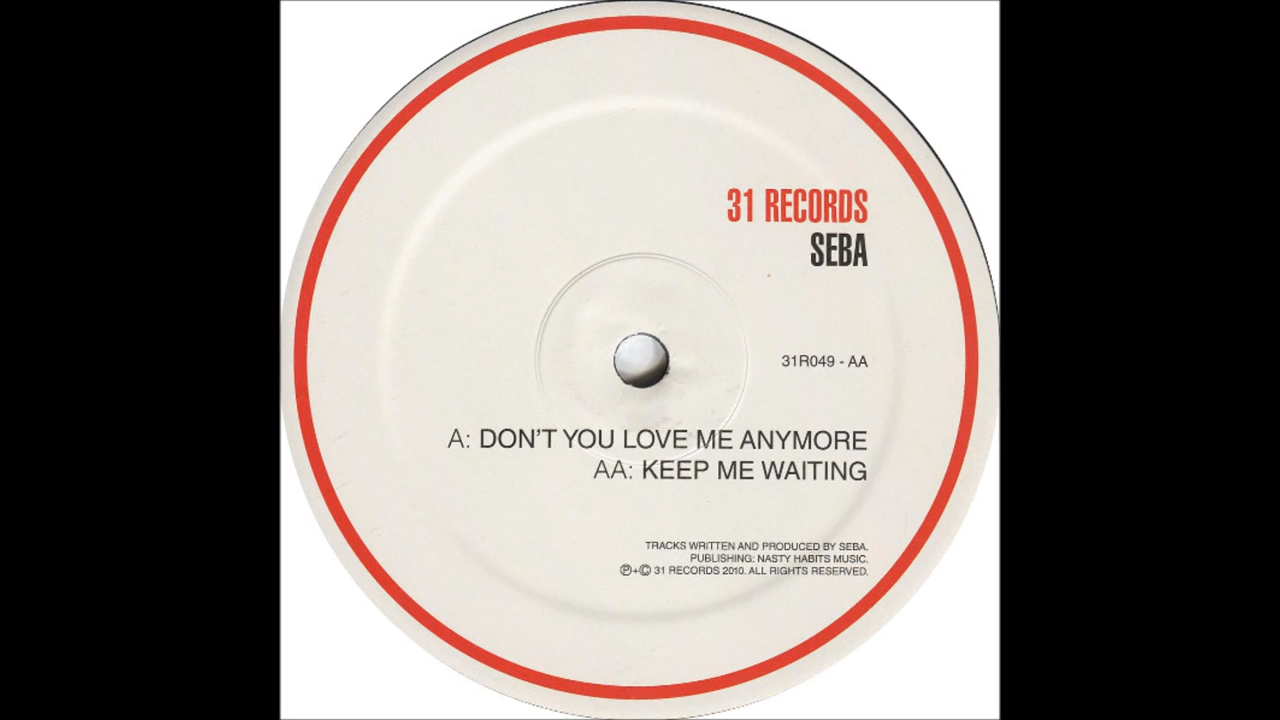 31 RECORDS
SEBA
31R049 - AA
A: DON'T YOU LOVE ME ANYMORE
AA: KEEP ME WAITING
TRACKS WRITTEN AND PRODUCED BY SEBA.
PUBLISHING: NASTY HABITS MUSIC.
℗+© 31 RECORDS 2010. ALL RIGHTS RESERVED.